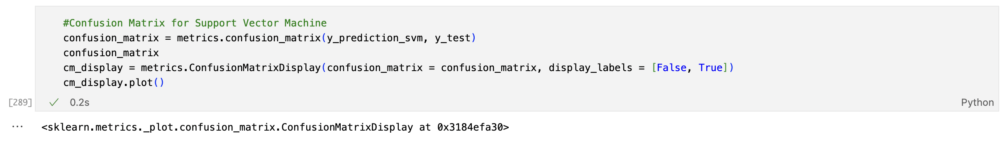 #Confusion Matrix for Support Vector Machine
confusion_matrix = metrics.confusion_matrix(y_prediction_svm, y_test)
confusion_matrix
cm_display = metrics.ConfusionMatrixDisplay(confusion_matrix = confusion_matrix, display_labels = [False, True])
cm_display.plot()
[289] ✓ 0.2s Python
... <sklearn.metrics._plot.confusion_matrix.ConfusionMatrixDisplay at 0x3184efa30>